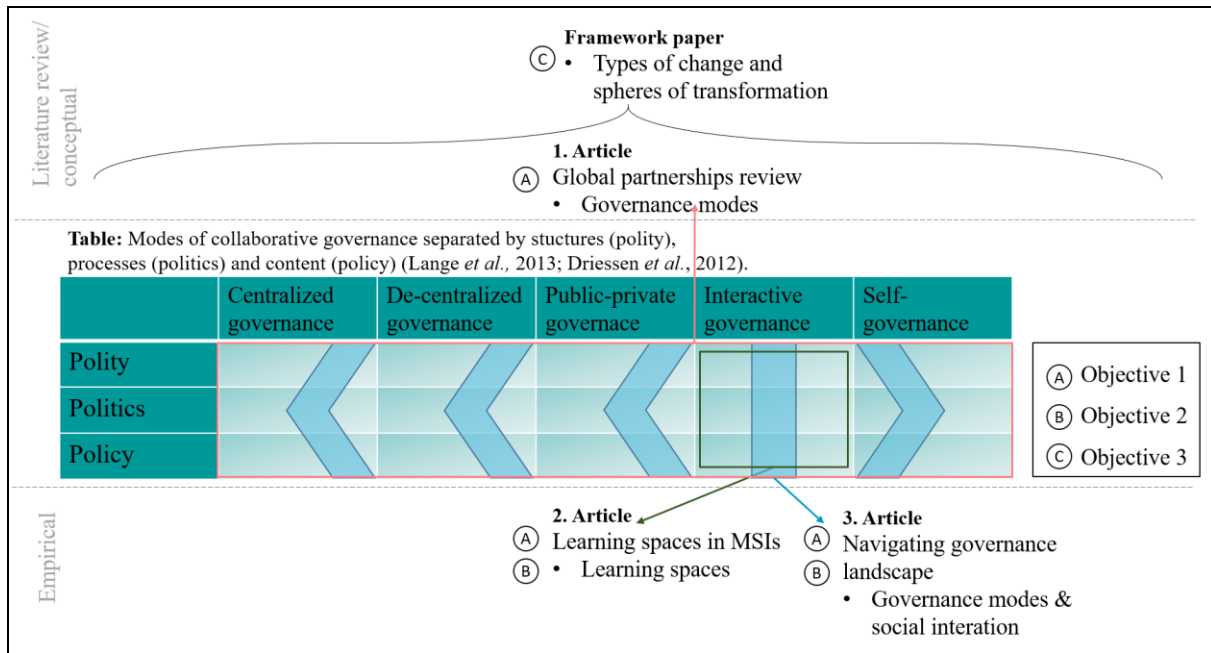 Literature review/
conceptual
Framework paper
C
• Types of change and
spheres of transformation
1. Article
A Global partnerships review
• Governance modes
Table: Modes of collaborative governance separated by stuctures (polity),
processes (politics) and content (policy) (Lange et al., 2013; Driessen et al., 2012).
Centralized
governance
De-centralized
governance
Public-private
governace
Interactive
governance
Self-
governance
Polity
Politics
Policy
A Objective 1
B Objective 2
C Objective 3
Empirical
2. Article
A Learning spaces in MSIs
B • Learning spaces
3. Article
A Navigating governance
B landscape
• Governance modes &
social interation